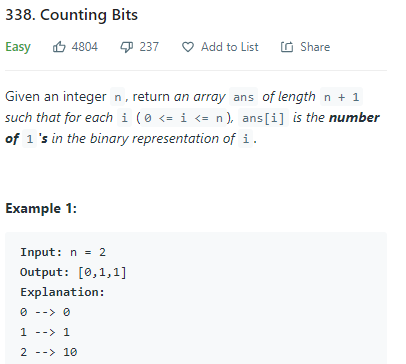 338. Counting Bits
Easy 4804 237 Add to List Share
Given an integer n, return an array ans of length n + 1
such that for each i (0 <= i <= n), ans[i] is the number
of 1's in the binary representation of i.
Example 1:
Input: n = 2
Output: [0,1,1]
Explanation:
0 --> 0
1 --> 1
2 --> 10